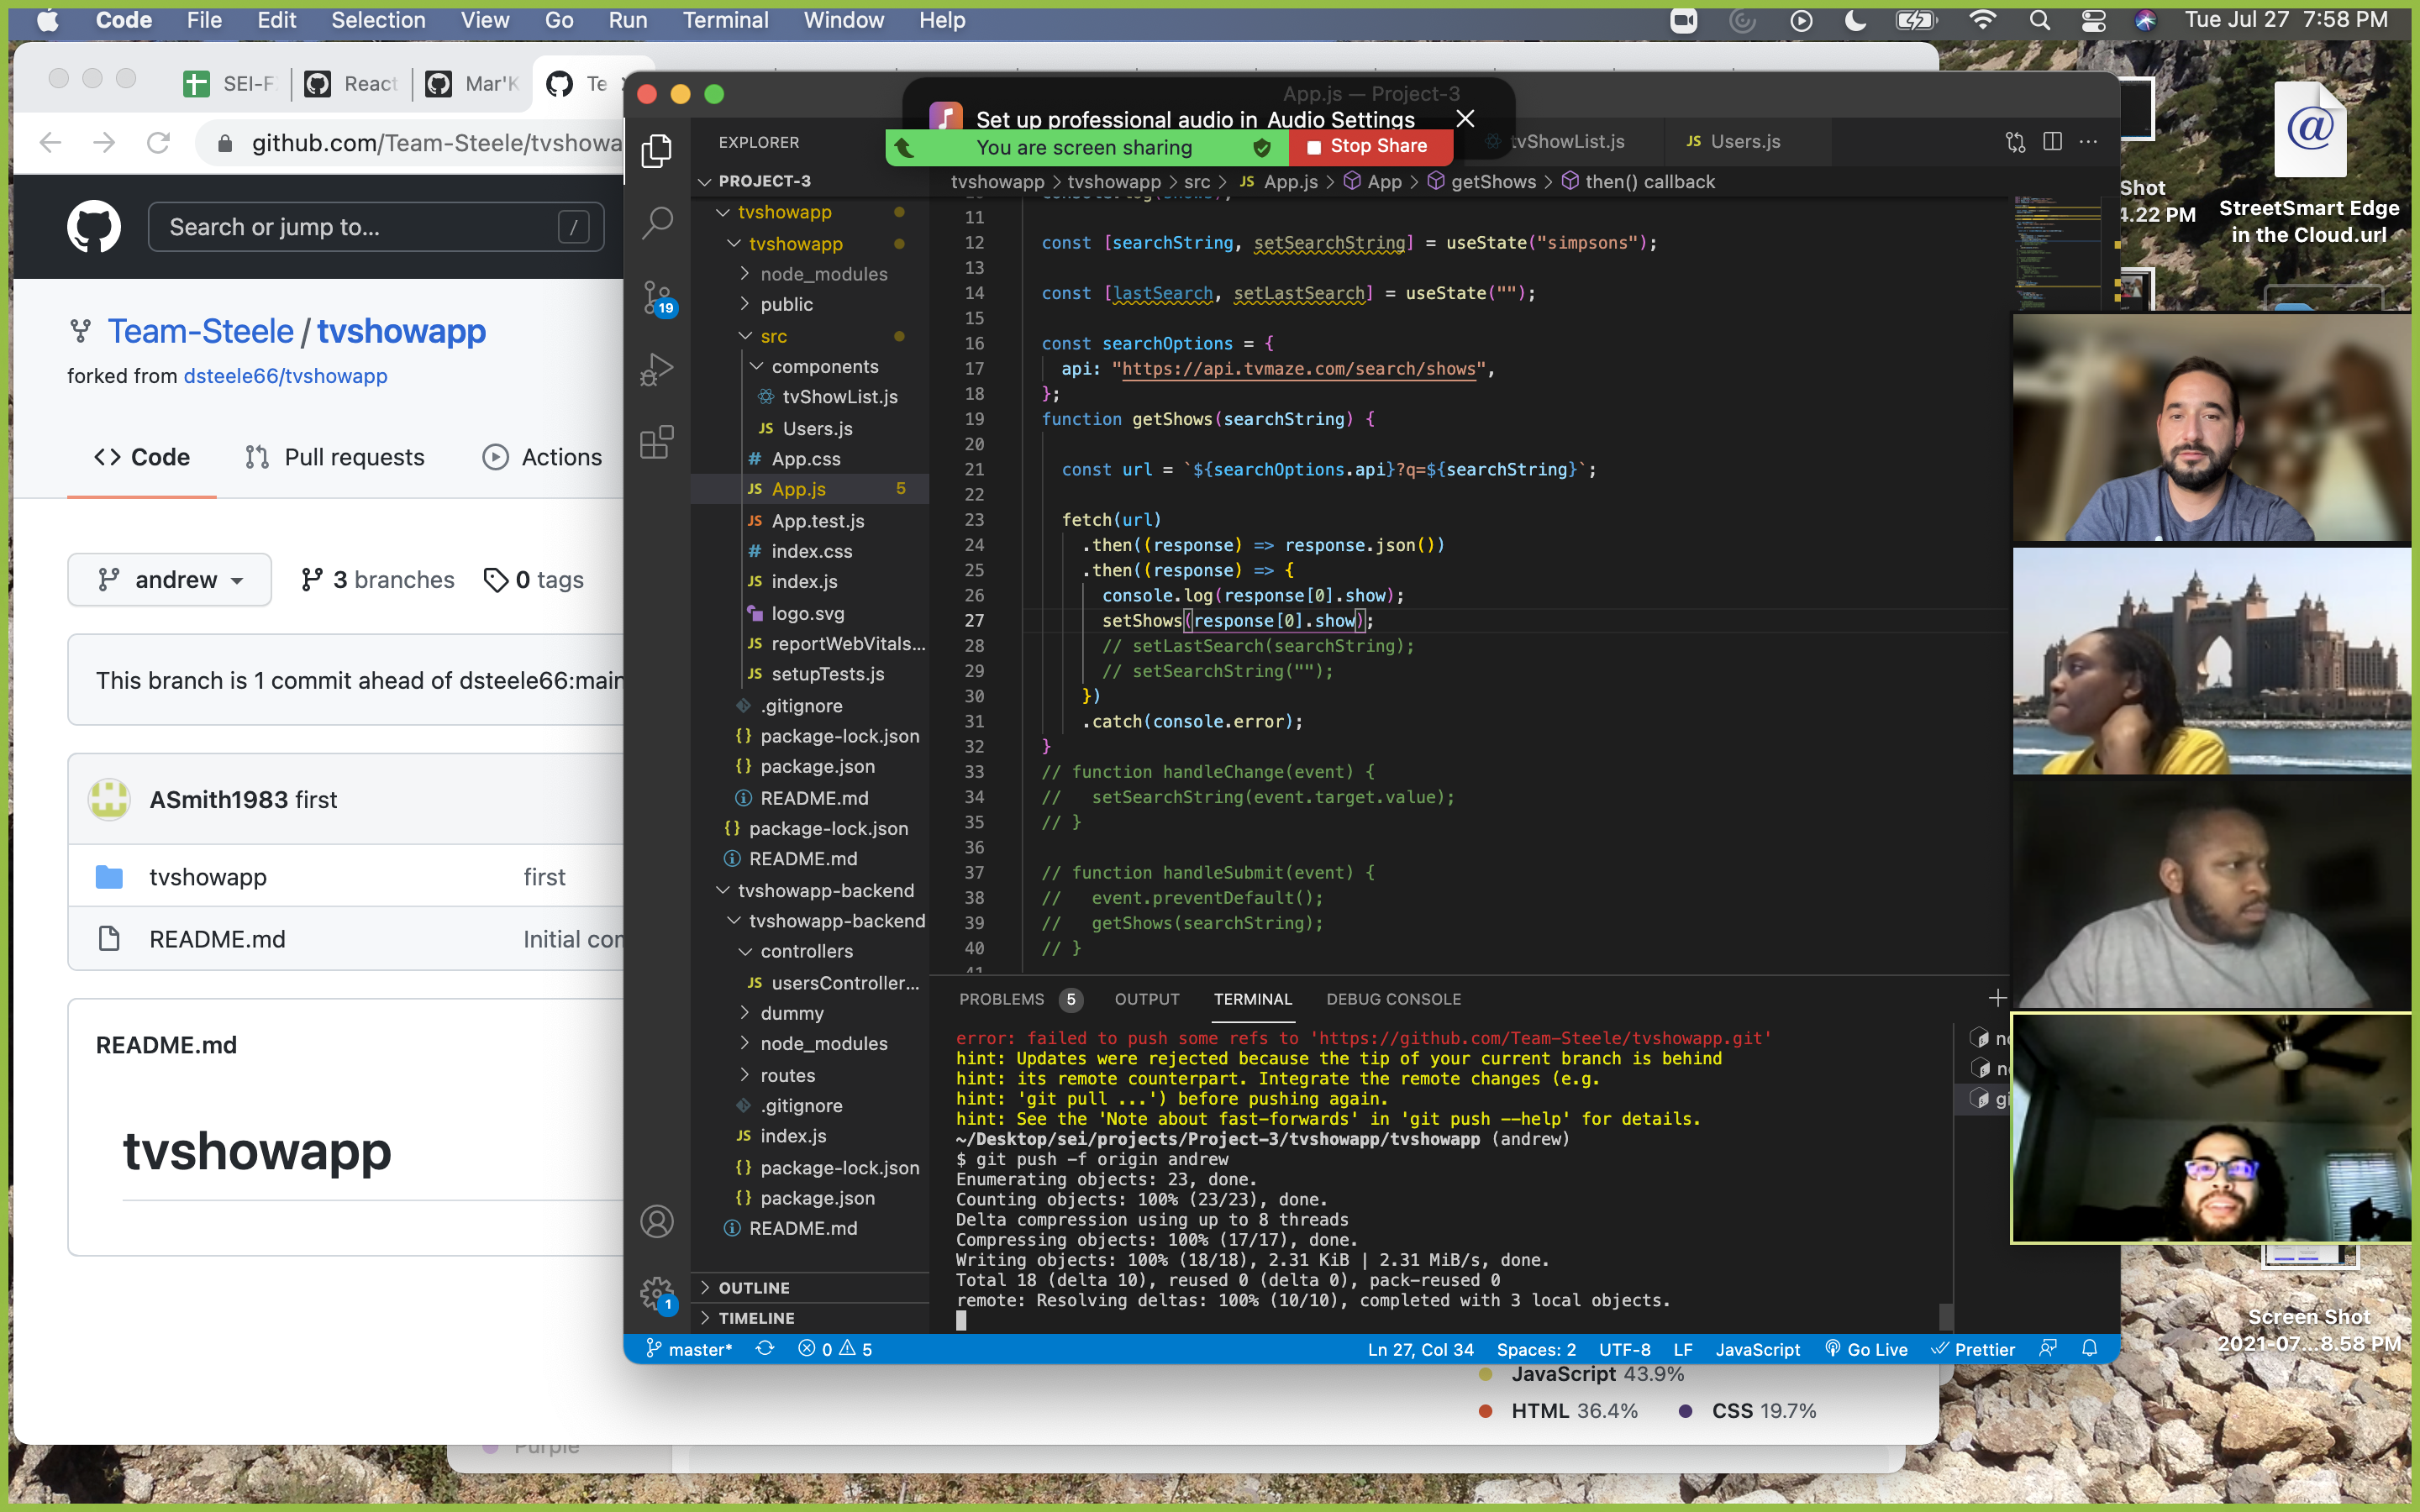 Code File Edit Selection View Go Run Terminal Window Help
Tue Jul 27 7:58 PM
SEI-F
React
Mar'K
Te
github.com/Team-Steele/tvshowa
Search or jump to...
/
Team-Steele / tvshowapp
forked from dsteele66/tvshowapp
<> Code
Pull requests
Actions
andrew
3 branches
0 tags
This branch is 1 commit ahead of dsteele66:main
ASmith1983 first
tvshowapp first
README.md Initial con
README.md
tvshowapp
App.js — Project-3
Set up professional audio in Audio Settings
You are screen sharing
Stop Share
EXPLORER
tvShowList.js
JS Users.js
PROJECT-3
tvshowapp
tvshowapp
node_modules
public
src
components
tvShowList.js
JS Users.js
# App.css
JS App.js 5
JS App.test.js
# index.css
JS index.js
logo.svg
JS reportWebVitals...
JS setupTests.js
.gitignore
{} package-lock.json
{} package.json
README.md
{} package-lock.json
README.md
tvshowapp-backend
tvshowapp-backend
controllers
JS usersController...
dummy
node_modules
routes
.gitignore
JS index.js
{} package-lock.json
{} package.json
README.md
OUTLINE
TIMELINE
19
1
tvshowapp > tvshowapp > src > JS App.js > App > getShows > then() callback
11
12 const [searchString, setSearchString] = useState("simpsons");
13
14 const [lastSearch, setLastSearch] = useState("");
15
16 const searchOptions = {
17 api: "https://api.tvmaze.com/search/shows",
18 };
19 function getShows(searchString) {
20
21 const url = `${searchOptions.api}?q=${searchString}`;
22
23 fetch(url)
24 .then((response) => response.json())
25 .then((response) => {
26 console.log(response[0].show);
27 setShows(response[0].show);
28 // setLastSearch(searchString);
29 // setSearchString("");
30 })
31 .catch(console.error);
32 }
33 // function handleChange(event) {
34 //   setSearchString(event.target.value);
35 // }
36
37 // function handleSubmit(event) {
38 //   event.preventDefault();
39 //   getShows(searchString);
40 // }
41
PROBLEMS 5 OUTPUT TERMINAL DEBUG CONSOLE
error: failed to push some refs to 'https://github.com/Team-Steele/tvshowapp.git'
hint: Updates were rejected because the tip of your current branch is behind
hint: its remote counterpart. Integrate the remote changes (e.g.
hint: 'git pull ...') before pushing again.
hint: See the 'Note about fast-forwards' in 'git push --help' for details.
~/Desktop/sei/projects/Project-3/tvshowapp/tvshowapp (andrew)
$ git push -f origin andrew
Enumerating objects: 23, done.
Counting objects: 100% (23/23), done.
Delta compression using up to 8 threads
Compressing objects: 100% (17/17), done.
Writing objects: 100% (18/18), 2.31 KiB | 2.31 MiB/s, done.
Total 18 (delta 10), reused 0 (delta 0), pack-reused 0
remote: Resolving deltas: 100% (10/10), completed with 3 local objects.
master* 0 5
Ln 27, Col 34 Spaces: 2 UTF-8 LF JavaScript Go Live Prettier
JavaScript 43.9%
HTML 36.4% CSS 19.7%
Purple
Shot
4.22 PM
@
StreetSmart Edge
in the Cloud.url
Screen Shot
2021-07...8.58 PM